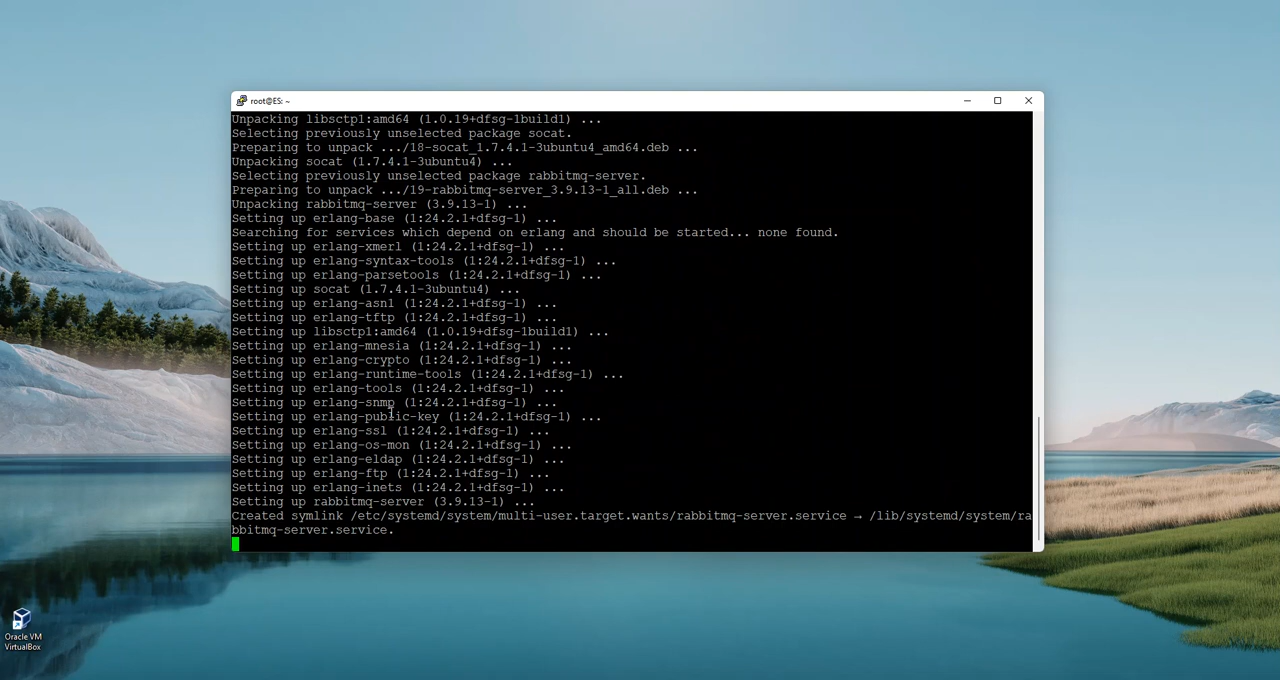 root@ES: ~
Unpacking libsctp1:amd64 (1.0.19+dfsg-1build1) ...
Selecting previously unselected package socat.
Preparing to unpack .../18-socat_1.7.4.1-3ubuntu4_amd64.deb ...
Unpacking socat (1.7.4.1-3ubuntu4) ...
Selecting previously unselected package rabbitmq-server.
Preparing to unpack .../19-rabbitmq-server_3.9.13-1_all.deb ...
Unpacking rabbitmq-server (3.9.13-1) ...
Setting up erlang-base (1:24.2.1+dfsg-1) ...
Searching for services which depend on erlang and should be started... none found.
Setting up erlang-xmerl (1:24.2.1+dfsg-1) ...
Setting up erlang-syntax-tools (1:24.2.1+dfsg-1) ...
Setting up erlang-parsetools (1:24.2.1+dfsg-1) ...
Setting up socat (1.7.4.1-3ubuntu4) ...
Setting up erlang-asn1 (1:24.2.1+dfsg-1) ...
Setting up erlang-tftp (1:24.2.1+dfsg-1) ...
Setting up libsctp1:amd64 (1.0.19+dfsg-1build1) ...
Setting up erlang-mnesia (1:24.2.1+dfsg-1) ...
Setting up erlang-crypto (1:24.2.1+dfsg-1) ...
Setting up erlang-runtime-tools (1:24.2.1+dfsg-1) ...
Setting up erlang-tools (1:24.2.1+dfsg-1) ...
Setting up erlang-snmp (1:24.2.1+dfsg-1) ...
Setting up erlang-public-key (1:24.2.1+dfsg-1) ...
Setting up erlang-ssl (1:24.2.1+dfsg-1) ...
Setting up erlang-os-mon (1:24.2.1+dfsg-1) ...
Setting up erlang-eldap (1:24.2.1+dfsg-1) ...
Setting up erlang-ftp (1:24.2.1+dfsg-1) ...
Setting up erlang-inets (1:24.2.1+dfsg-1) ...
Setting up rabbitmq-server (3.9.13-1) ...
Created symlink /etc/systemd/system/multi-user.target.wants/rabbitmq-server.service → /lib/systemd/system/ra
bbitmq-server.service.
Oracle VM
VirtualBox